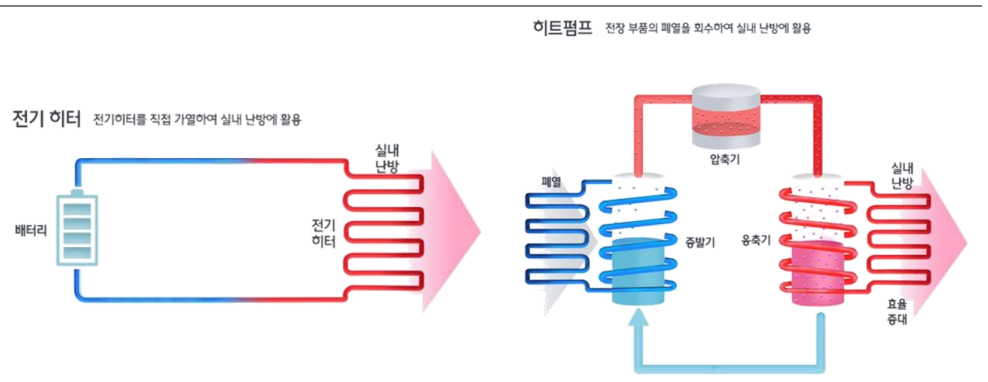 히트펌프 전장 부품의 폐열을 회수하여 실내 난방에 활용
전기 히터 전기히터를 직접 가열하여 실내 난방에 활용
실내
난방
배터리
전기
히터
압축기
폐열
실내
난방
증발기
응축기
효율
증대